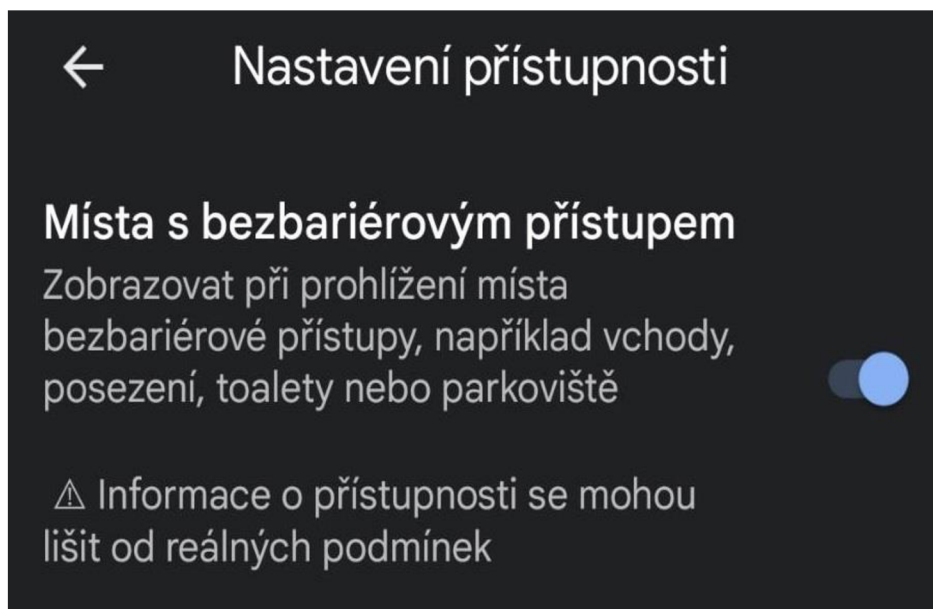 Nastavení přístupnosti
Místa s bezbariérovým přístupem
Zobrazovat při prohlížení místa
bezbariérové přístupy, například vchody,
posezení, toalety nebo parkoviště
⚠ Informace o přístupnosti se mohou
lišit od reálných podmínek